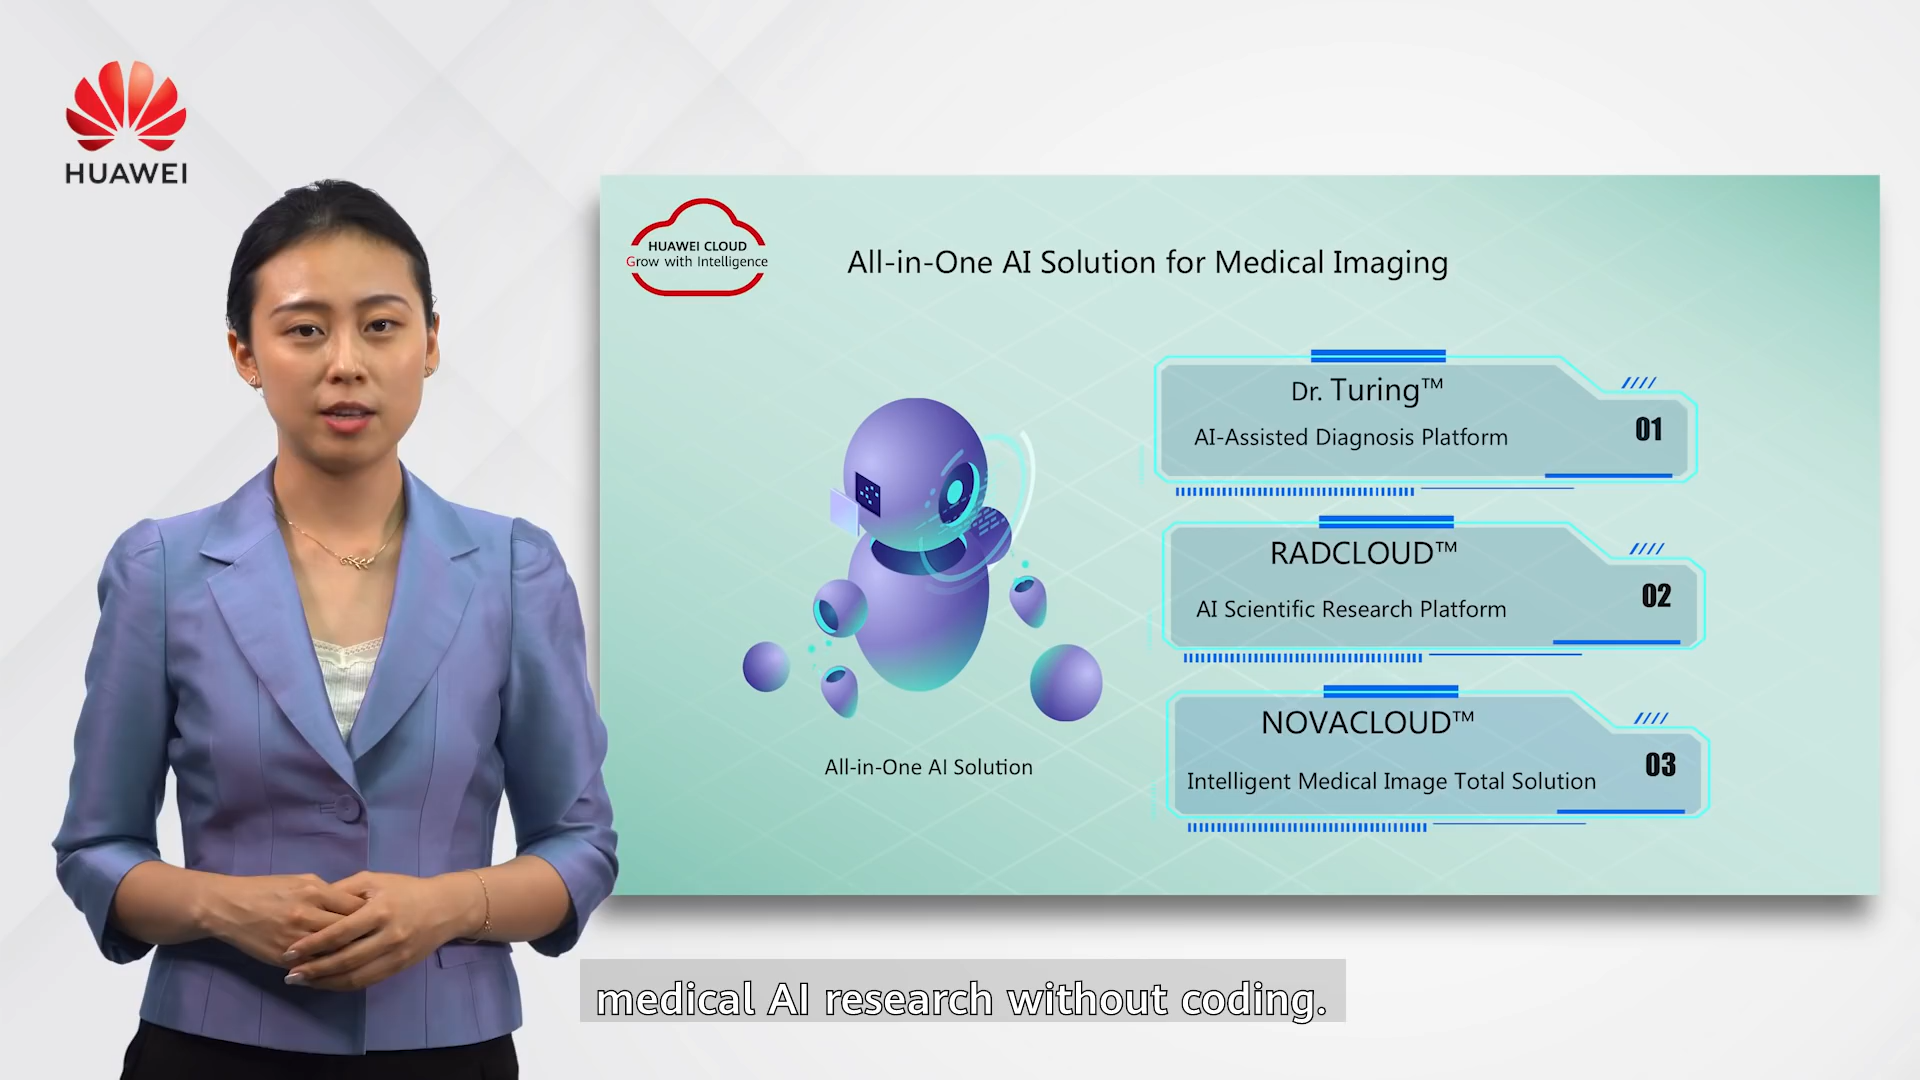 HUAWEI
HUAWEI CLOUD
Grow with Intelligence
All-in-One AI Solution for Medical Imaging
Dr. Turing™
AI-Assisted Diagnosis Platform
01
RADCLOUD™
AI Scientific Research Platform
02
NOVACLOUD™
Intelligent Medical Image Total Solution
03
All-in-One AI Solution
medical AI research without coding.